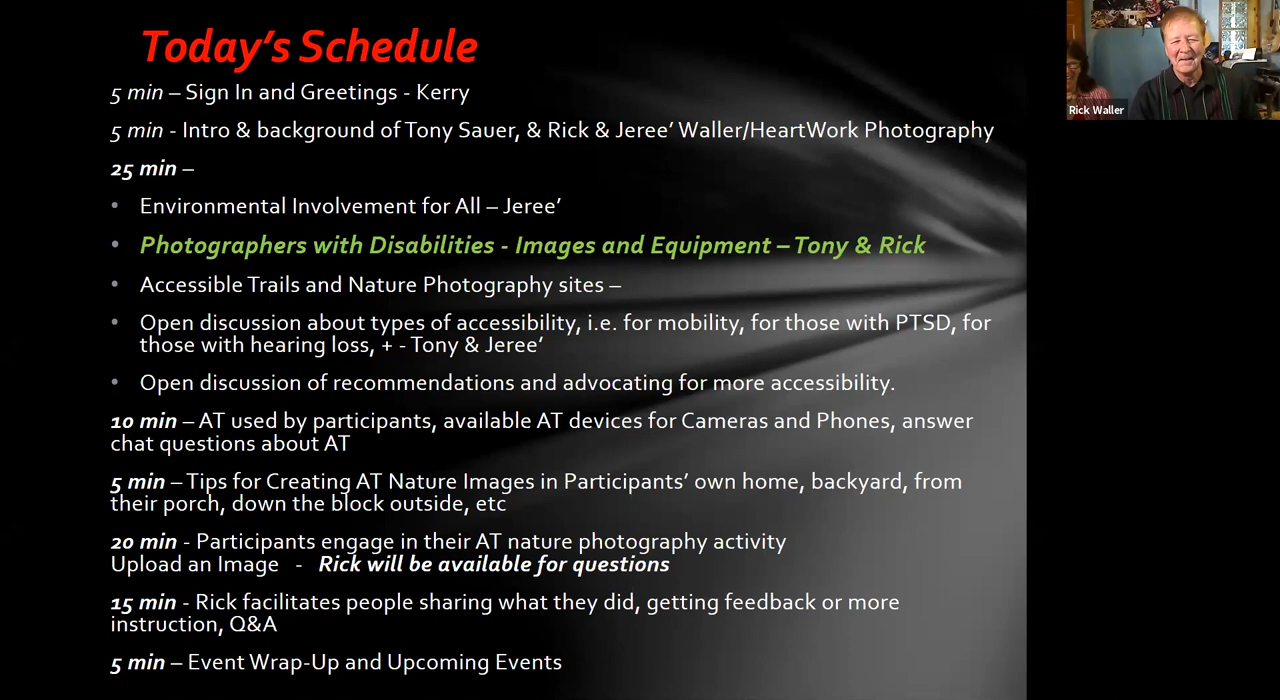 Today's Schedule
5 min – Sign In and Greetings - Kerry
5 min - Intro & background of Tony Sauer, & Rick & Jeree' Waller/HeartWork Photography
25 min –
• Environmental Involvement for All – Jeree'
• Photographers with Disabilities - Images and Equipment – Tony & Rick
• Accessible Trails and Nature Photography sites –
• Open discussion about types of accessibility, i.e. for mobility, for those with PTSD, for
those with hearing loss, + - Tony & Jeree'
• Open discussion of recommendations and advocating for more accessibility.
10 min – AT used by participants, available AT devices for Cameras and Phones, answer
chat questions about AT
5 min – Tips for Creating AT Nature Images in Participants' own home, backyard, from
their porch, down the block outside, etc
20 min - Participants engage in their AT nature photography activity
Upload an Image - Rick will be available for questions
15 min - Rick facilitates people sharing what they did, getting feedback or more
instruction, Q&A
5 min – Event Wrap-Up and Upcoming Events
Rick Waller